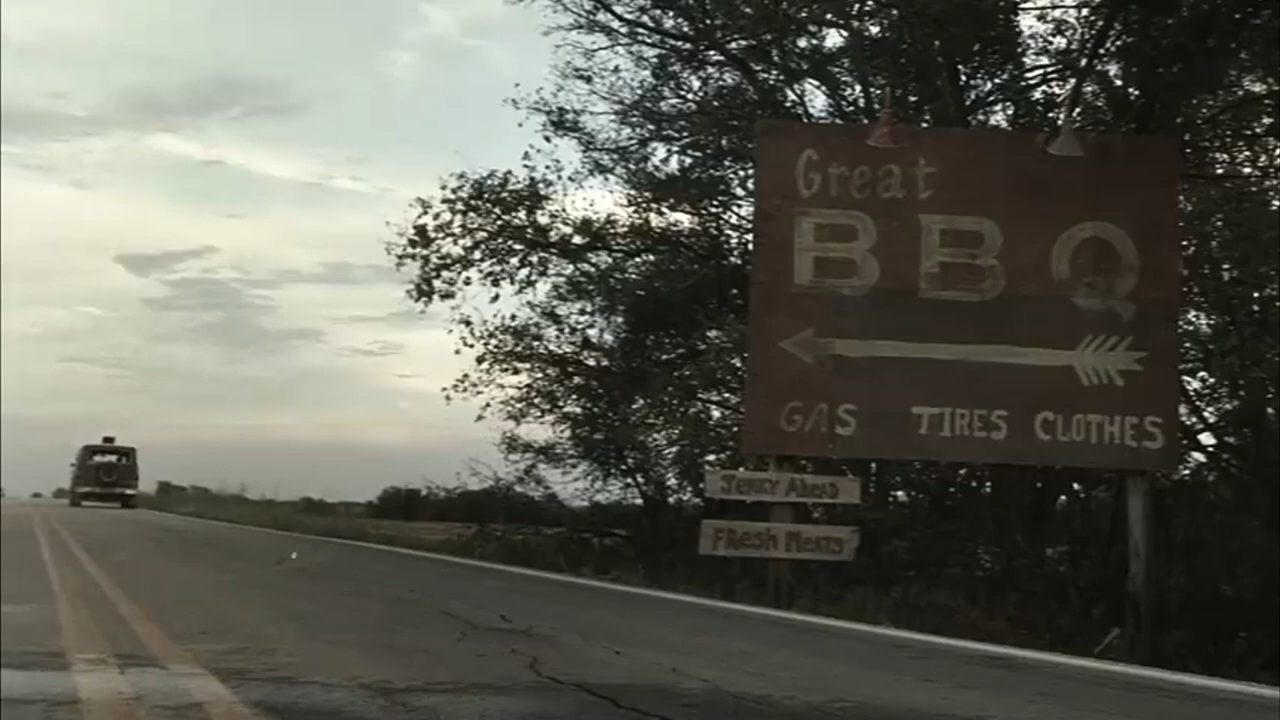 Great
BBQ
GAS TIRES CLOTHES
JERKY AHEAD
FResh MeATS